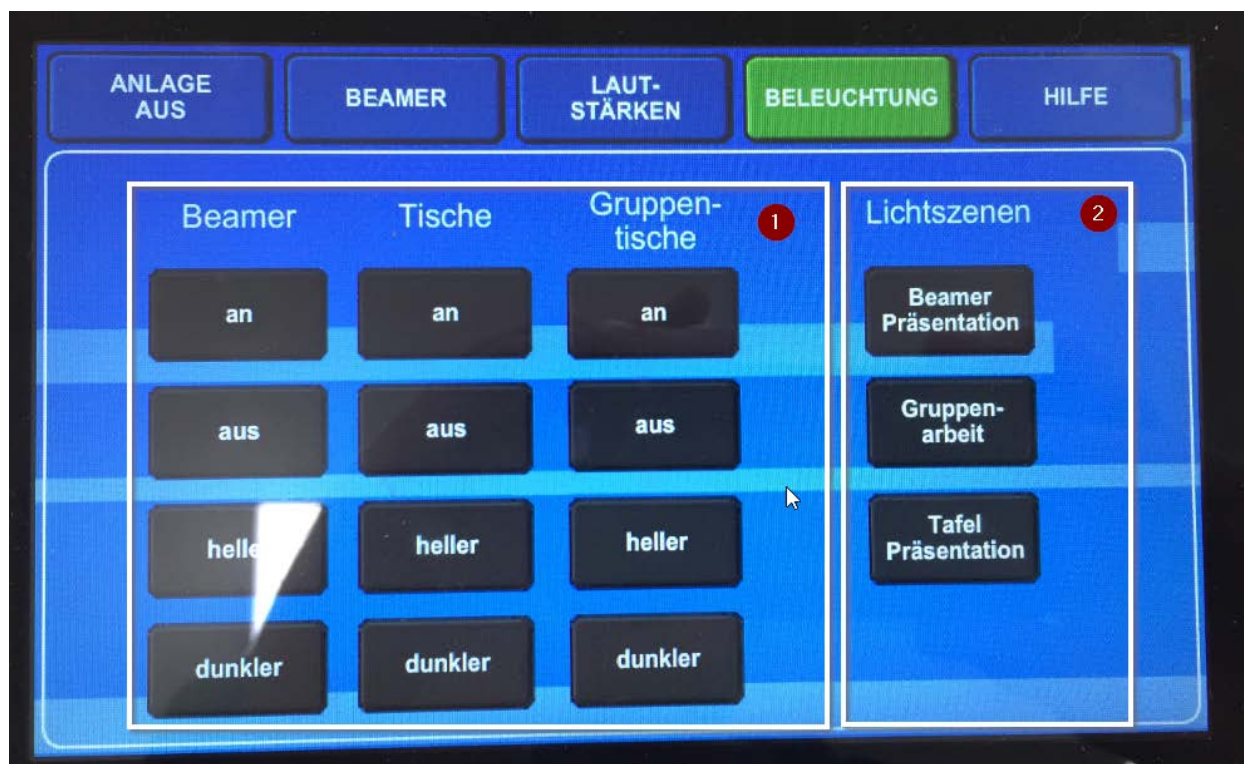 ANLAGE
AUS
BEAMER
LAUT-
STÄRKEN
BELEUCHTUNG
HILFE
Beamer
Tische
Gruppen-
tische
1
Lichtszenen
2
an
an
an
Beamer
Präsentation
aus
aus
aus
Gruppen-
arbeit
heller
heller
heller
Tafel
Präsentation
dunkler
dunkler
dunkler